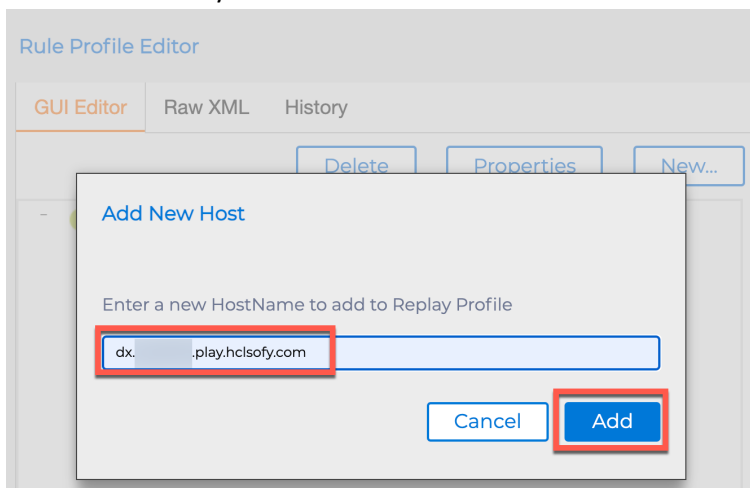 Rule Profile Editor
GUI Editor Raw XML History
Delete Properties New...
Add New Host
Enter a new HostName to add to Replay Profile
dx. .play.hclsofy.com
Cancel Add